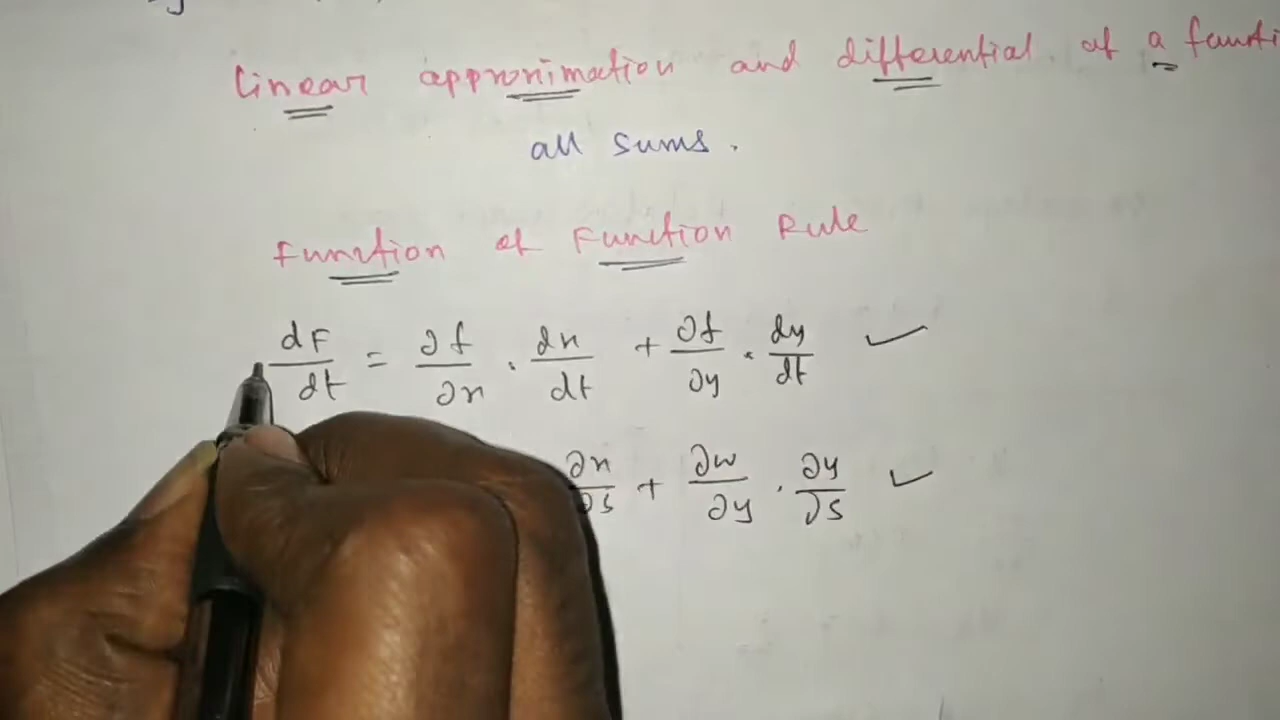 Linear approximation and differential of a functi
all sums.
Function of Function Rule
dF/dt = ∂f/∂x . dx/dt + ∂f/∂y . dy/dt ✓
∂x/∂s + ∂w/∂y . ∂y/∂s ✓